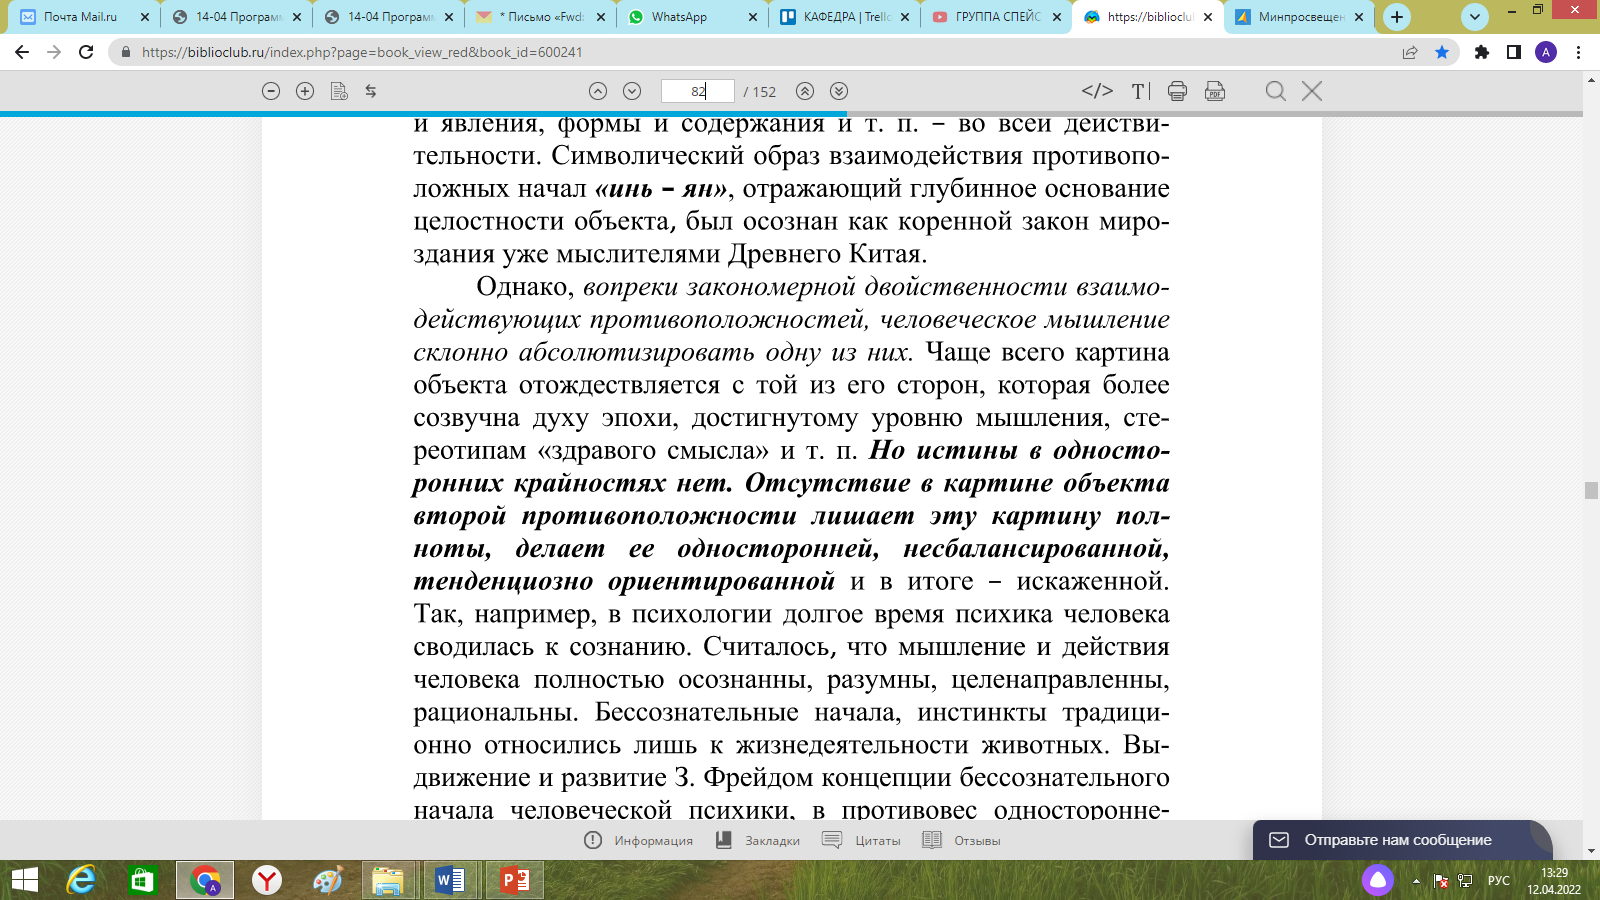 Почта Mail.ru
14-04 Программ
14-04 Программ
* Письмо «Fwd:
WhatsApp
КАФЕДРА | Trello
ГРУППА СПЕЙС
https://biblioclu
Минпросвещен
https://biblioclub.ru/index.php?page=book_view_red&book_id=600241
A
82 / 152
</> T|
PDF
и явления, формы и содержания и т. п. – во всей действи-
тельности. Символический образ взаимодействия противопо-
ложных начал «инь – ян», отражающий глубинное основание
целостности объекта, был осознан как коренной закон миро-
здания уже мыслителями Древнего Китая.
Однако, вопреки закономерной двойственности взаимо-
действующих противоположностей, человеческое мышление
склонно абсолютизировать одну из них. Чаще всего картина
объекта отождествляется с той из его сторон, которая более
созвучна духу эпохи, достигнутому уровню мышления, сте-
реотипам «здравого смысла» и т. п. Но истины в односто-
ронних крайностях нет. Отсутствие в картине объекта
второй противоположности лишает эту картину пол-
ноты, делает ее односторонней, несбалансированной,
тенденциозно ориентированной и в итоге – искаженной.
Так, например, в психологии долгое время психика человека
сводилась к сознанию. Считалось, что мышление и действия
человека полностью осознанны, разумны, целенаправленны,
рациональны. Бессознательные начала, инстинкты традици-
онно относились лишь к жизнедеятельности животных. Вы-
движение и развитие З. Фрейдом концепции бессознательного
начала человеческой психики, в противовес односторонне-
Информация
Закладки
Цитаты
Отзывы
Отправьте нам сообщение
РУС
13:29
12.04.2022